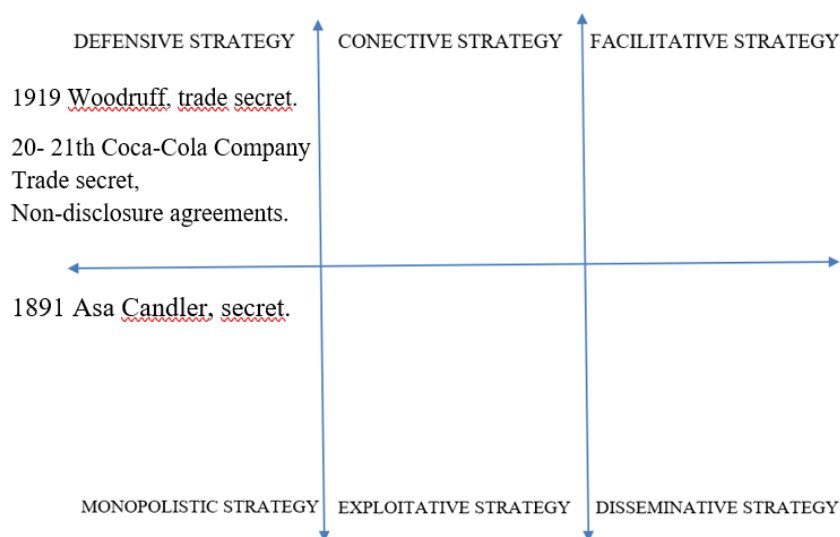 DEFENSIVE STRATEGY
CONECTIVE STRATEGY
FACILITATIVE STRATEGY
1919 Woodruff, trade secret.
20- 21th Coca-Cola Company
Trade secret,
Non-disclosure agreements.
1891 Asa Candler, secret.
MONOPOLISTIC STRATEGY
EXPLOITATIVE STRATEGY
DISSEMINATIVE STRATEGY